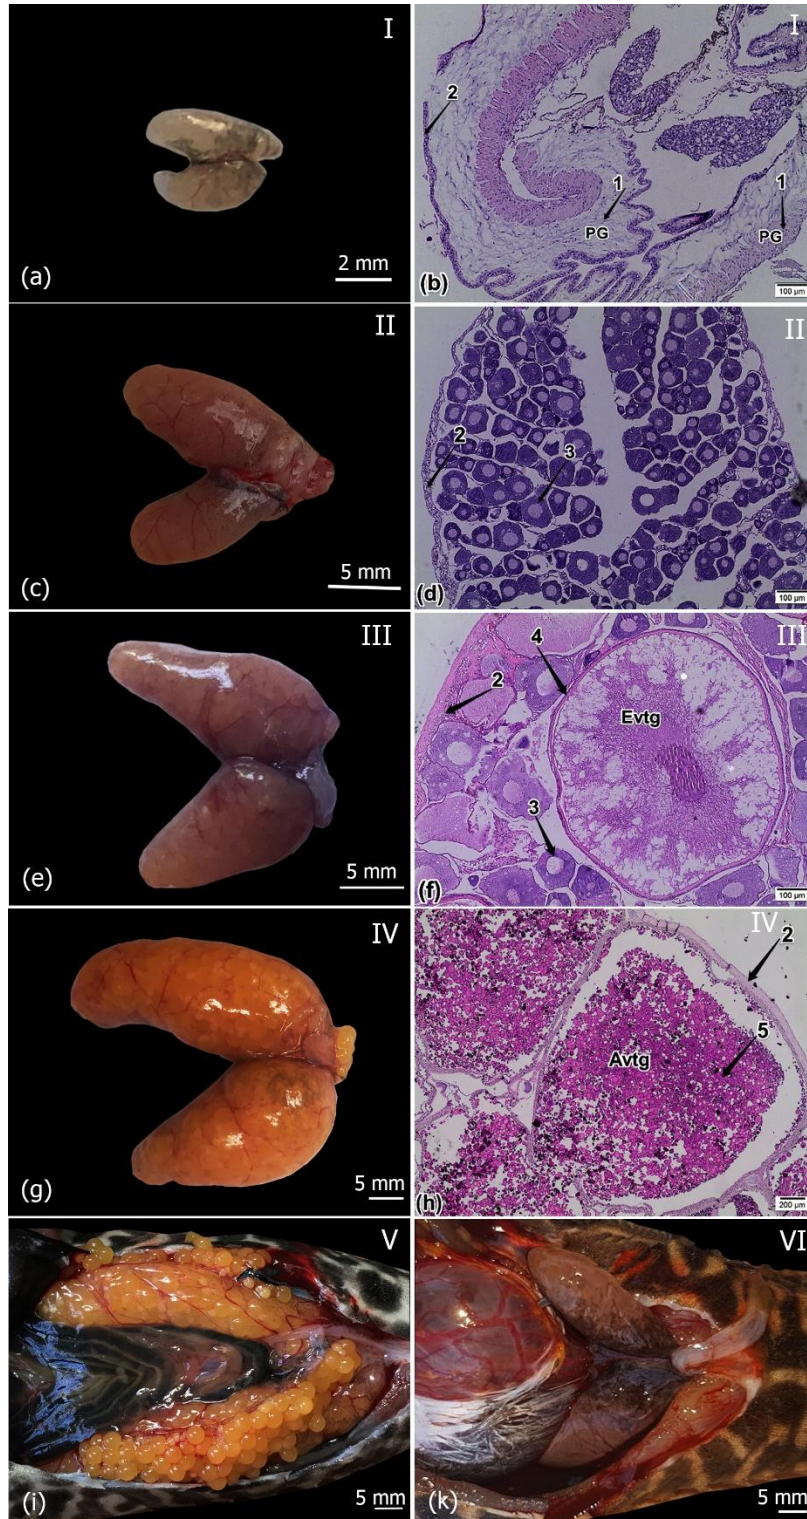 I
(a)
2 mm
I
2
1
PG
1
PG
(b)
100 µm
II
(c)
5 mm
II
2
3
(d)
100 µm
III
(e)
5 mm
III
4
2
Evtg
3
(f)
100 µm
IV
(g)
5 mm
IV
2
5
Avtg
(h)
200 µm
V
(i)
5 mm
VI
(k)
5 mm